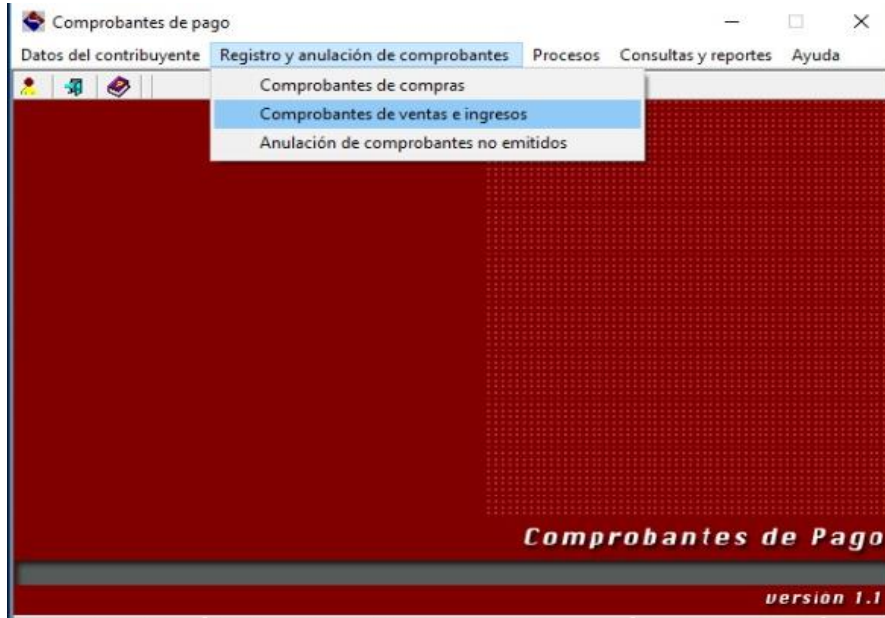 Comprobantes de pago
Datos del contribuyente Registro y anulación de comprobantes Procesos Consultas y reportes Ayuda
Comprobantes de compras
Comprobantes de ventas e ingresos
Anulación de comprobantes no emitidos
Comprobantes de Pago
version 1.1